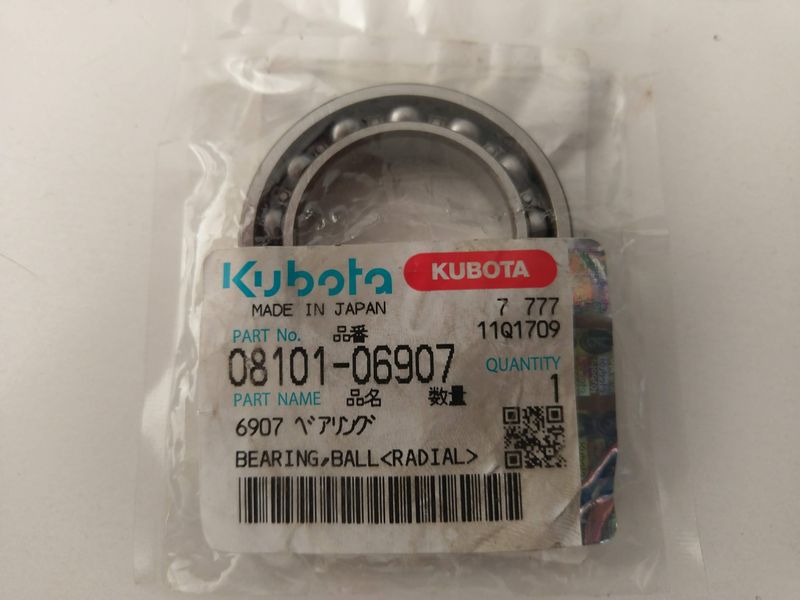 Kubota KUBOTA
MADE IN JAPAN 7 777
11Q1709
PART No. 品番
08101-06907 QUANTITY
PART NAME 品名 数量 1
6907 ベアリング
BEARING,BALL<RADIAL>